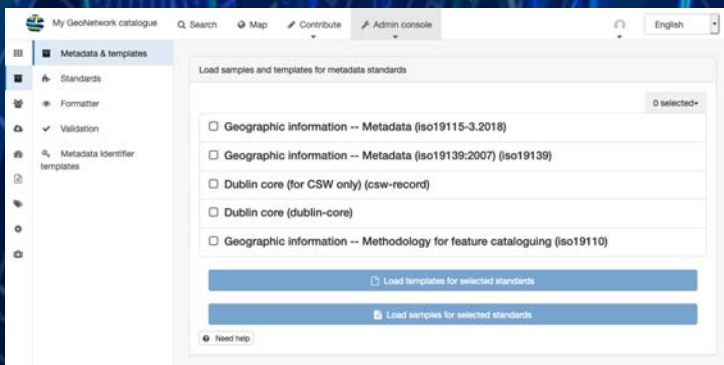 My GeoNetwork catalogue Search Map Contribute Admin console English
Metadata & templates
Standards
Formatter
Validation
Metadata Identifier
templates
Load samples and templates for metadata standards
0 selected
Geographic information -- Metadata (iso19115-3.2018)
Geographic information -- Metadata (iso19139:2007) (iso19139)
Dublin core (for CSW only) (csw-record)
Dublin core (dublin-core)
Geographic information -- Methodology for feature cataloguing (iso19110)
Load templates for selected standards
Load samples for selected standards
Need help